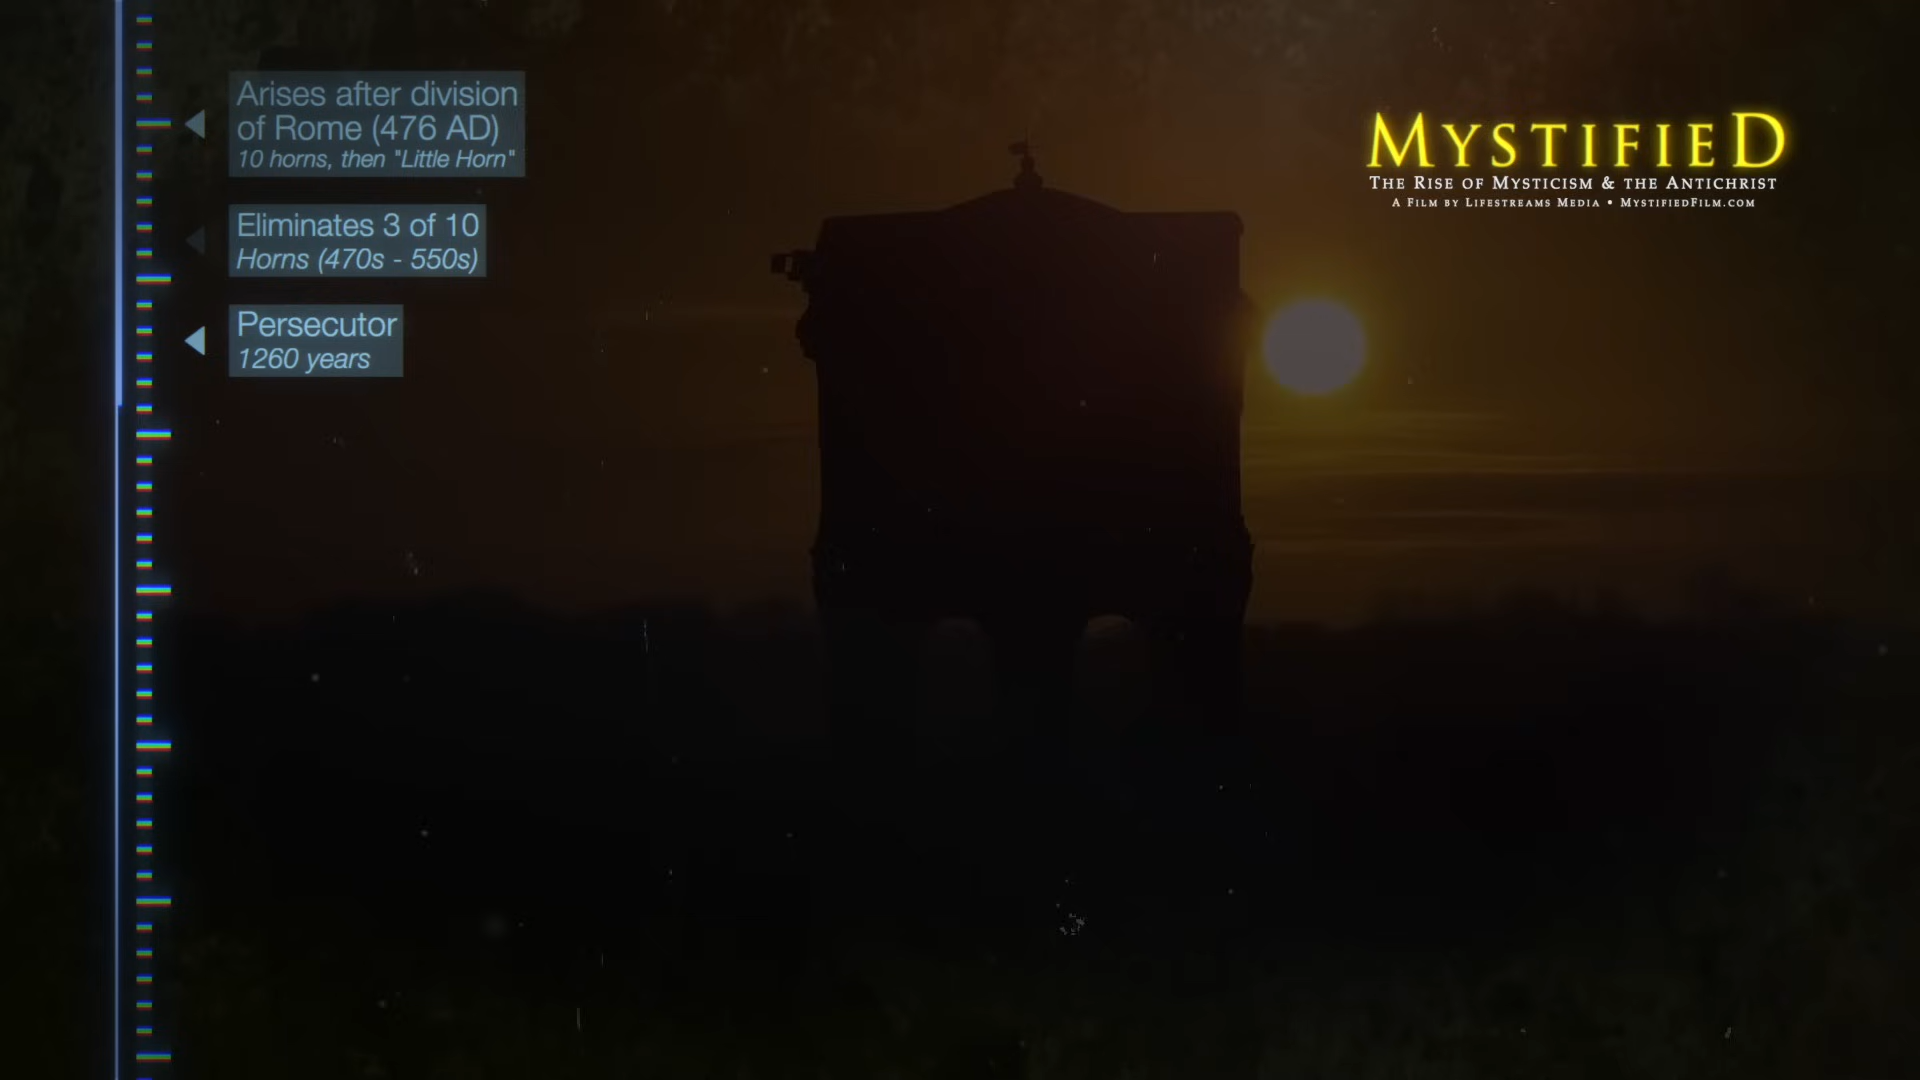 Arises after division
of Rome (476 AD)
10 horns, then "Little Horn"
Eliminates 3 of 10
Horns (470s - 550s)
Persecutor
1260 years
MYSTIFIED
THE RISE OF MYSTICISM & THE ANTICHRIST
A FILM BY LIFESTREAMS MEDIA • MYSTIFIEDFILM.COM